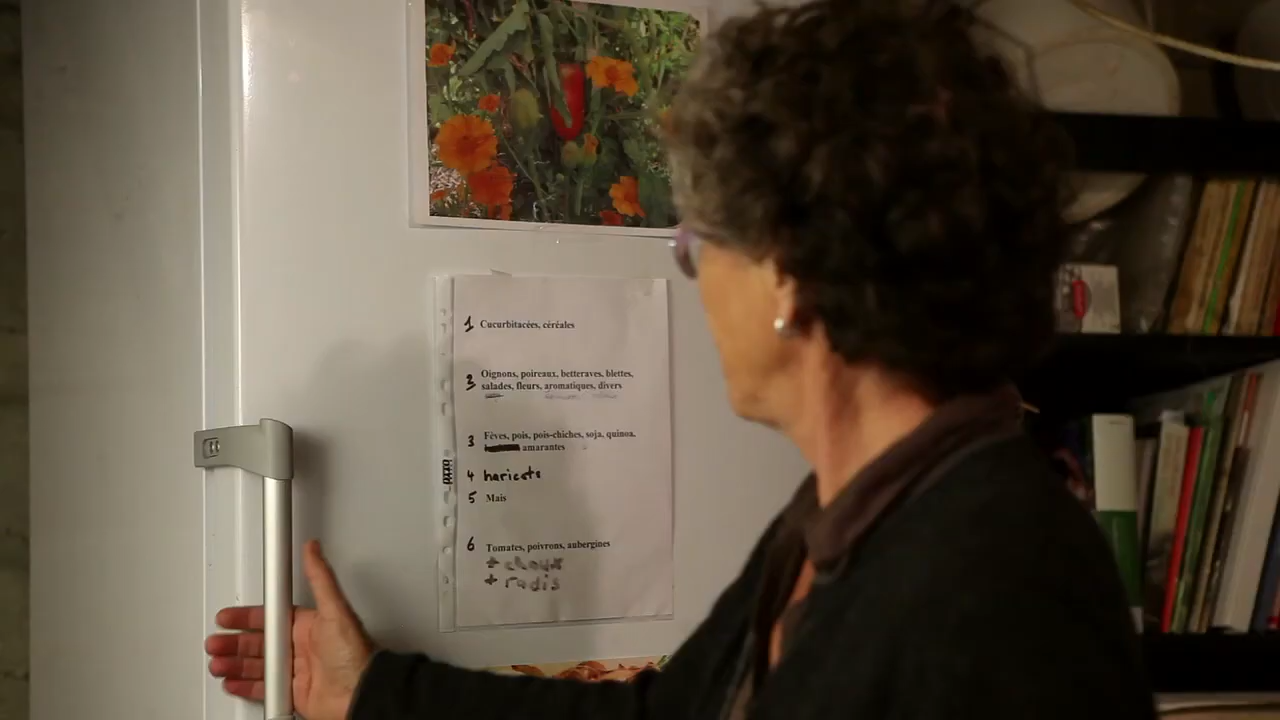 1 Cucurbitacées, céréales
2 Oignons, poireaux, betteraves, blettes,
salades, fleurs, aromatiques, divers
3 Fèves, pois, pois-chiches, soja, quinoa,
amarantes
4 haricots
5 Mais
6 Tomates, poivrons, aubergines
+ choux
+ radis